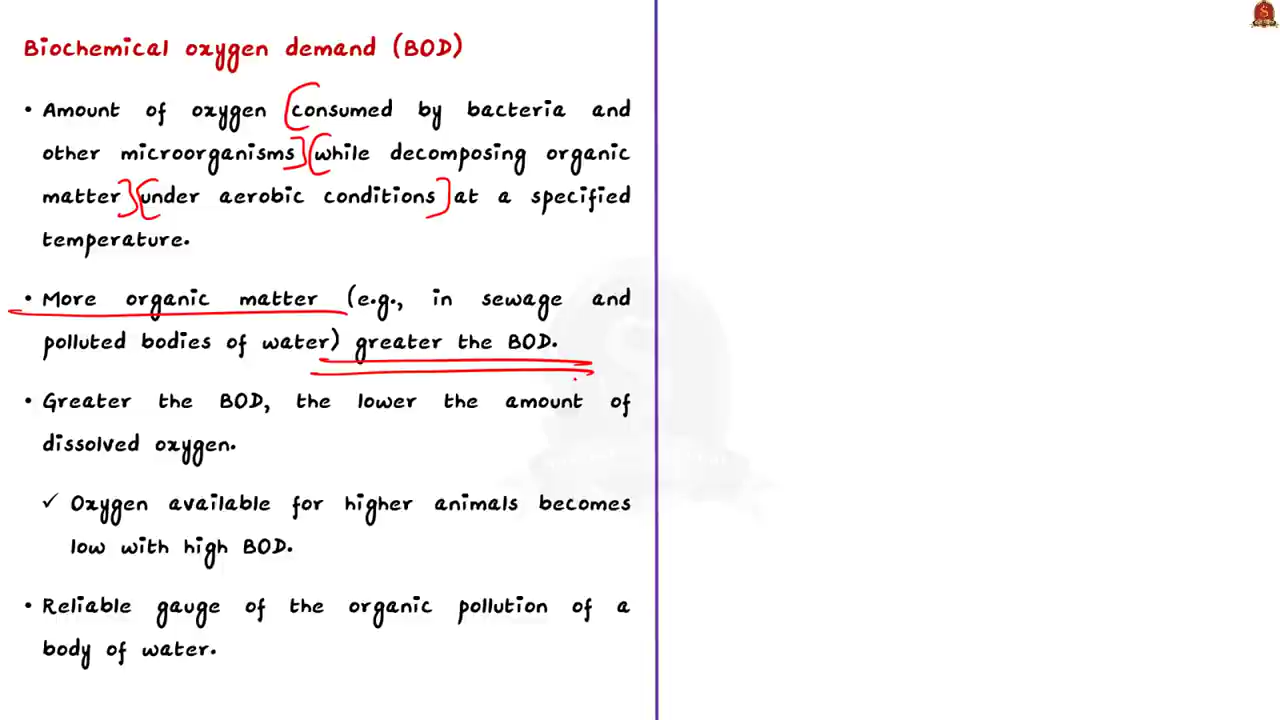 Biochemical oxygen demand (BOD)
• Amount of oxygen consumed by bacteria and
other microorganisms while decomposing organic
matter under aerobic conditions at a specified
temperature.
• More organic matter (e.g., in sewage and
polluted bodies of water) greater the BOD.
• Greater the BOD, the lower the amount of
dissolved oxygen.
✓ Oxygen available for higher animals becomes
low with high BOD.
• Reliable gauge of the organic pollution of a
body of water.